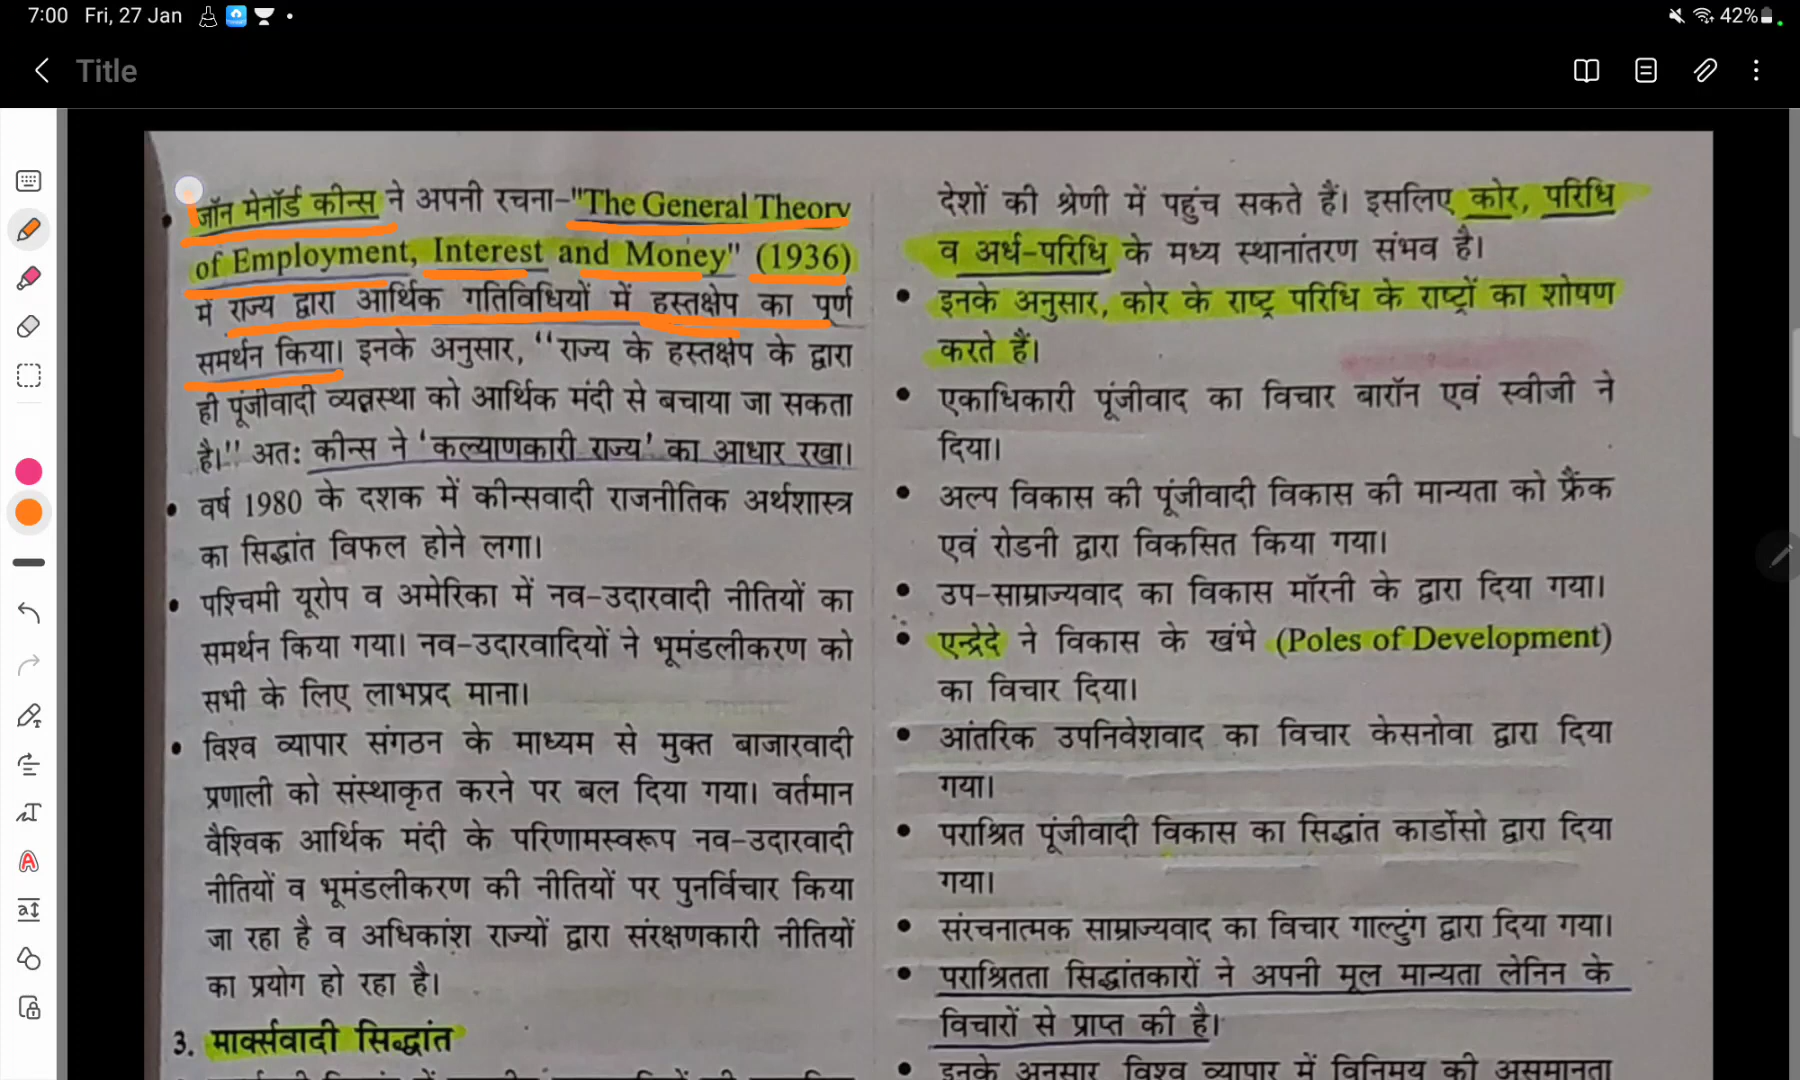 7:00 Fri, 27 Jan
42%
Title
जॉन मेनॉर्ड कीन्स ने अपनी रचना-"The General Theory
of Employment, Interest and Money" (1936)
में राज्य द्वारा आर्थिक गतिविधियों में हस्तक्षेप का पूर्ण
समर्थन किया। इनके अनुसार, "राज्य के हस्तक्षेप के द्वारा
ही पूंजीवादी व्यवस्था को आर्थिक मंदी से बचाया जा सकता
है।" अतः कीन्स ने 'कल्याणकारी राज्य' का आधार रखा।
• वर्ष 1980 के दशक में कीन्सवादी राजनीतिक अर्थशास्त्र
का सिद्धांत विफल होने लगा।
• पश्चिमी यूरोप व अमेरिका में नव-उदारवादी नीतियों का
समर्थन किया गया। नव-उदारवादियों ने भूमंडलीकरण को
सभी के लिए लाभप्रद माना।
• विश्व व्यापार संगठन के माध्यम से मुक्त बाजारवादी
प्रणाली को संस्थाकृत करने पर बल दिया गया। वर्तमान
वैश्विक आर्थिक मंदी के परिणामस्वरूप नव-उदारवादी
नीतियों व भूमंडलीकरण की नीतियों पर पुनर्विचार किया
जा रहा है व अधिकांश राज्यों द्वारा संरक्षणकारी नीतियों
का प्रयोग हो रहा है।
3. मार्क्सवादी सिद्धांत
देशों की श्रेणी में पहुंच सकते हैं। इसलिए कोर, परिधि
व अर्ध-परिधि के मध्य स्थानांतरण संभव है।
• इनके अनुसार, कोर के राष्ट्र परिधि के राष्ट्रों का शोषण
करते हैं।
• एकाधिकारी पूंजीवाद का विचार बारॉन एवं स्वीजी ने
दिया।
• अल्प विकास की पूंजीवादी विकास की मान्यता को फ्रैंक
एवं रोडनी द्वारा विकसित किया गया।
• उप-साम्राज्यवाद का विकास मॉरनी के द्वारा दिया गया।
• एन्द्रेदे ने विकास के खंभे (Poles of Development)
का विचार दिया।
• आंतरिक उपनिवेशवाद का विचार केसनोवा द्वारा दिया
गया।
• पराश्रित पूंजीवादी विकास का सिद्धांत कार्डोसो द्वारा दिया
गया।
• संरचनात्मक साम्राज्यवाद का विचार गाल्टुंग द्वारा दिया गया।
• पराश्रितता सिद्धांतकारों ने अपनी मूल मान्यता लेनिन के
विचारों से प्राप्त की है।
• इनके अनुसार, विश्व व्यापार में विनिमय की असमानता